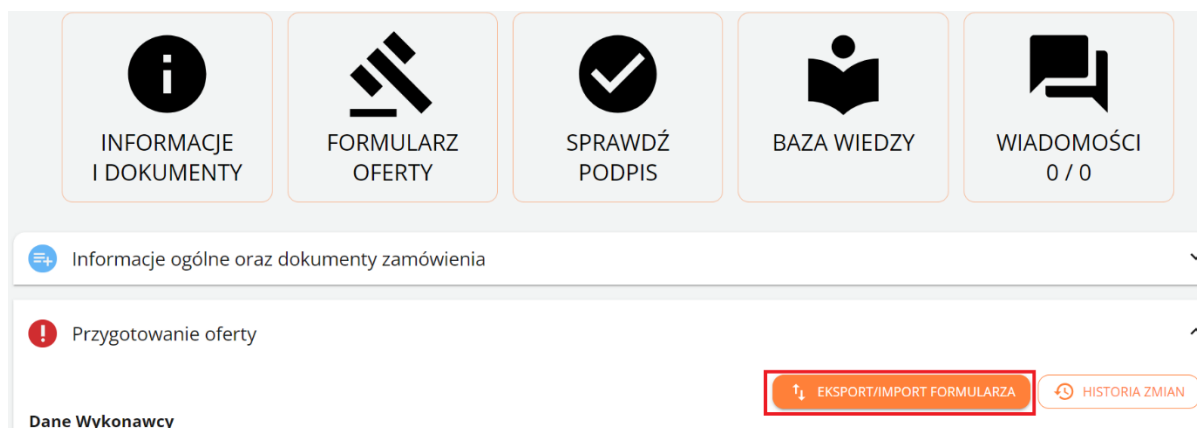 INFORMACJE
I DOKUMENTY
FORMULARZ
OFERTY
SPRAWDŹ
PODPIS
BAZA WIEDZY
WIADOMOŚCI
0 / 0
Informacje ogólne oraz dokumenty zamówienia
Przygotowanie oferty
EKSPORT/IMPORT FORMULARZA
HISTORIA ZMIAN
Dane Wykonawcy